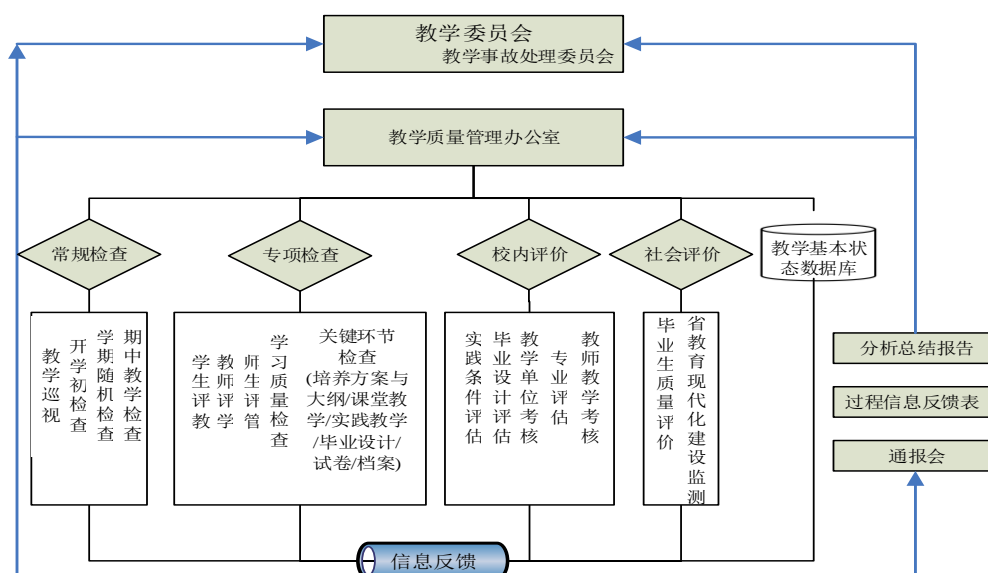 教学委员会
教学事故处理委员会
教学质量管理办公室
常规检查
专项检查
校内评价
社会评价
教学基本状
态数据库
教学巡视
开学初检查
学期随机检查
期中教学检查
学生评教
教师评学
师生评管
学习质量检查
关键环节
检查
(培养方案与
大纲/课堂教
学/实践教学
/毕业设计/
试卷/档案)
实践条件评估
毕业设计评估
教学单位考核
专业评估
教师教学考核
毕业生质量评价
省教育现代化建设监测
分析总结报告
过程信息反馈表
通报会
信息反馈